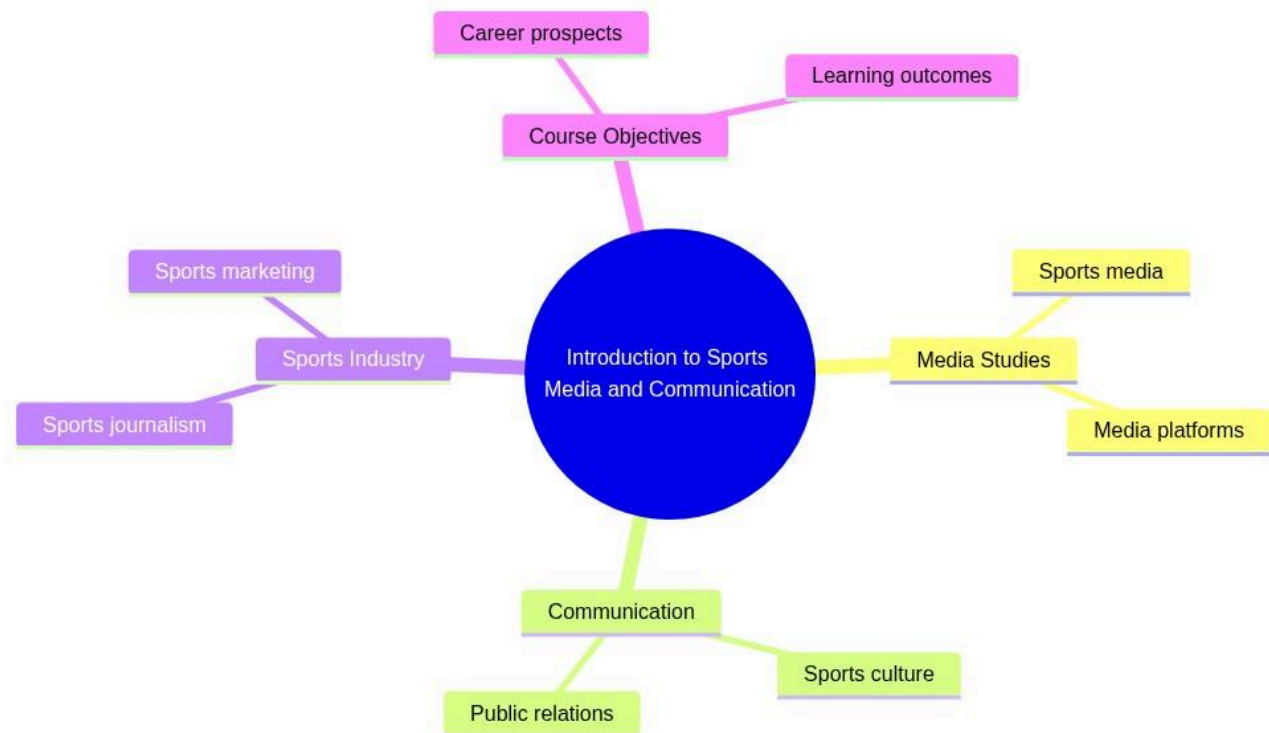 Career prospects
Learning outcomes
Course Objectives
Sports marketing
Sports media
Sports Industry
Introduction to Sports
Media and Communication
Media Studies
Sports journalism
Media platforms
Communication
Sports culture
Public relations